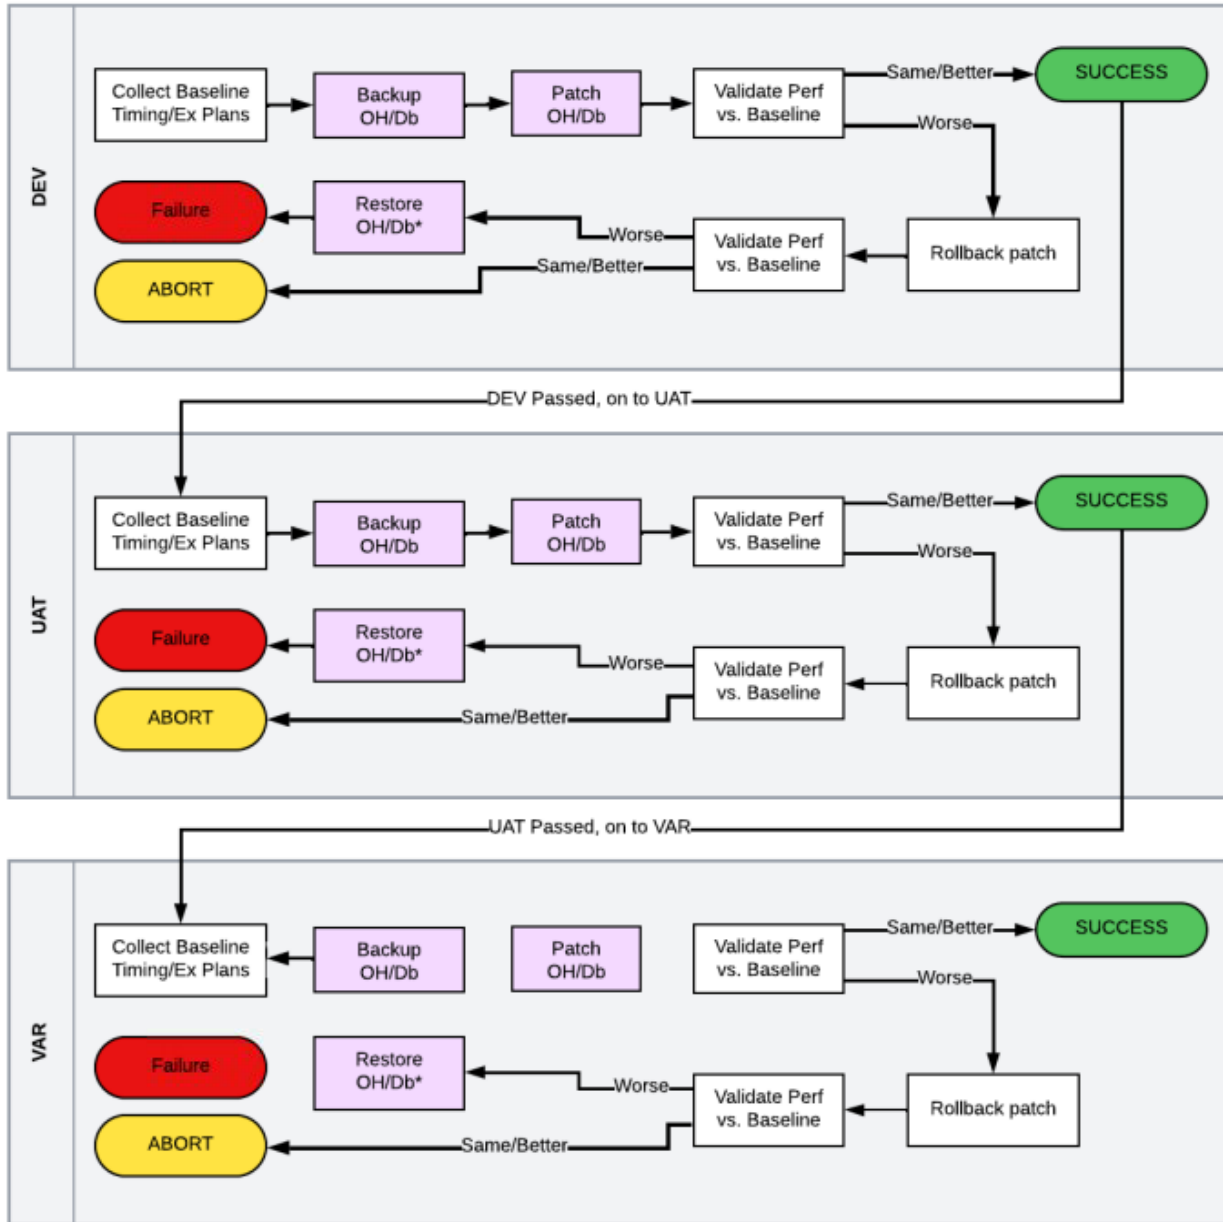 DEV
Collect Baseline
Timing/Ex Plans
Backup
OH/Db
Patch
OH/Db
Validate Perf
vs. Baseline
Same/Better
SUCCESS
Worse
Failure
Restore
OH/Db*
Worse
Validate Perf
vs. Baseline
Rollback patch
Same/Better
ABORT
DEV Passed, on to UAT
UAT
Collect Baseline
Timing/Ex Plans
Backup
OH/Db
Patch
OH/Db
Validate Perf
vs. Baseline
Same/Better
SUCCESS
Worse
Failure
Restore
OH/Db*
Worse
Validate Perf
vs. Baseline
Rollback patch
Same/Better
ABORT
UAT Passed, on to VAR
VAR
Collect Baseline
Timing/Ex Plans
Backup
OH/Db
Patch
OH/Db
Validate Perf
vs. Baseline
Same/Better
SUCCESS
Worse
Failure
Restore
OH/Db*
Worse
Validate Perf
vs. Baseline
Rollback patch
Same/Better
ABORT